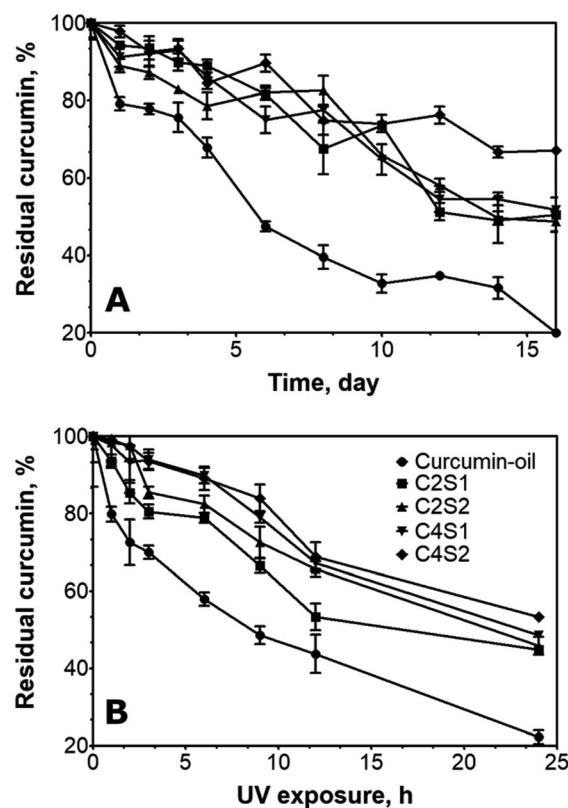 Residual curcumin, %
100
80
60
40
20
0
5
10
15
A
Time, day
Residual curcumin, %
100
80
60
40
20
0
5
10
15
20
25
Curcumin-oil
C2S1
C2S2
C4S1
C4S2
B
UV exposure, h